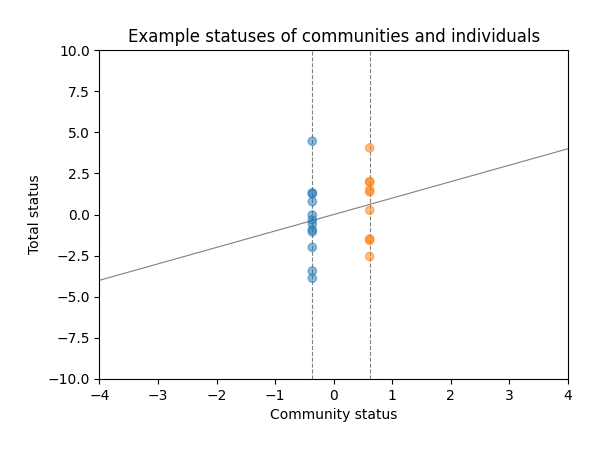 Example statuses of communities and individuals
10.0
7.5
5.0
2.5
0.0
−2.5
−5.0
−7.5
−10.0
Total status
−4 −3 −2 −1 0 1 2 3 4
Community status